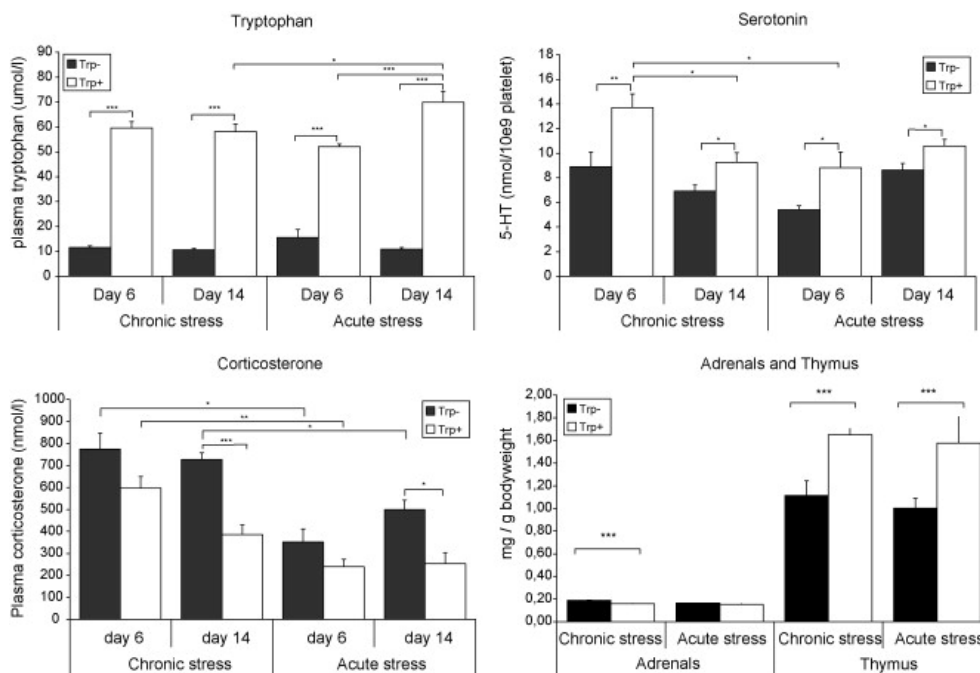 Tryptophan
plasma tryptophan (umol/l)
90
80
70
60
50
40
30
20
10
0
Trp-
Trp+
***
***
***
*
***
***
Day 6 Day 14 Day 6 Day 14
Chronic stress Acute stress
Serotonin
5-HT (nmol/10e9 platelet)
18
16
14
12
10
8
6
4
2
0
Trp-
Trp+
*
*
**
*
*
*
Day 6 Day 14 Day 6 Day 14
Chronic stress Acute stress
Corticosterone
Plasma corticosterone (nmol/l)
1000
900
800
700
600
500
400
300
200
100
0
Trp-
Trp+
*
**
*
***
*
day 6 day 14 day 6 day 14
Chronic stress Acute stress
Adrenals and Thymus
mg / g bodyweight
2,00
1,80
1,60
1,40
1,20
1,00
0,80
0,60
0,40
0,20
0,00
Trp-
Trp+
***
***
***
Chronic stress Acute stress Chronic stress Acute stress
Adrenals Thymus